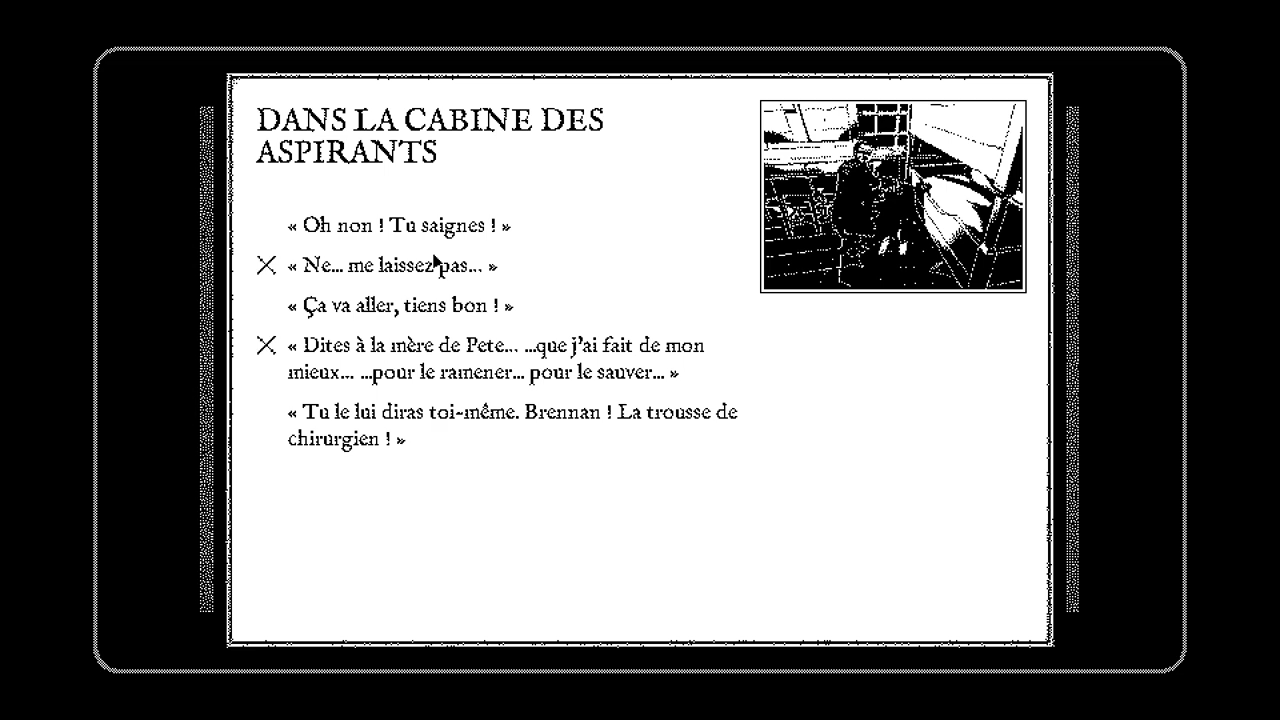 DANS LA CABINE DES
ASPIRANTS
« Oh non ! Tu saignes ! »
« Ne... me laissez pas... »
« Ça va aller, tiens bon ! »
« Dites à la mère de Pete... ...que j'ai fait de mon
mieux... ...pour le ramener... pour le sauver... »
« Tu le lui diras toi-même. Brennan ! La trousse de
chirurgien ! »